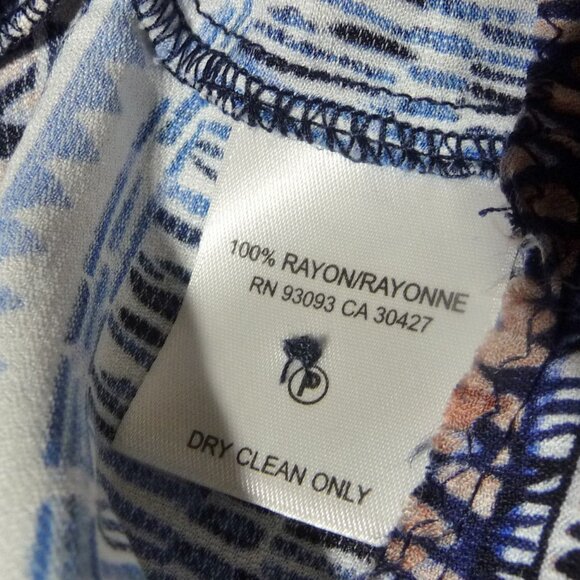 100% RAYON/RAYONNE
RN 93093 CA 30427
P
DRY CLEAN ONLY